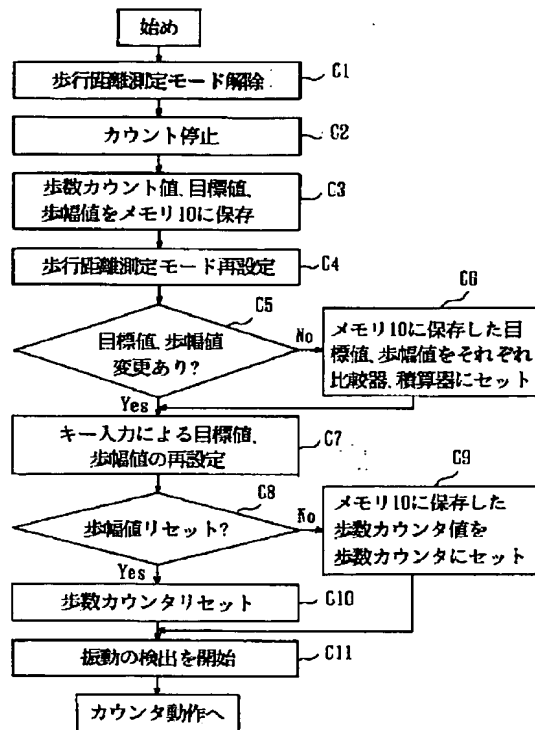 始め
歩行距離測定モード解除
C1
カウント停止
C2
歩数カウント値、目標値、
歩幅値をメモリ10に保存
C3
歩行距離測定モード再設定
C4
目標値、歩幅値
変更あり?
C5
No
Yes
メモリ10に保存した目
標値、歩幅値をそれぞれ
比較器、積算器にセット
C6
キー入力による目標値、
歩幅値の再設定
C7
歩幅値リセット?
C8
No
Yes
メモリ10に保存した
歩数カウンタ値を
歩数カウンタにセット
C9
歩数カウンタリセット
C10
振動の検出を開始
C11
カウンタ動作へ